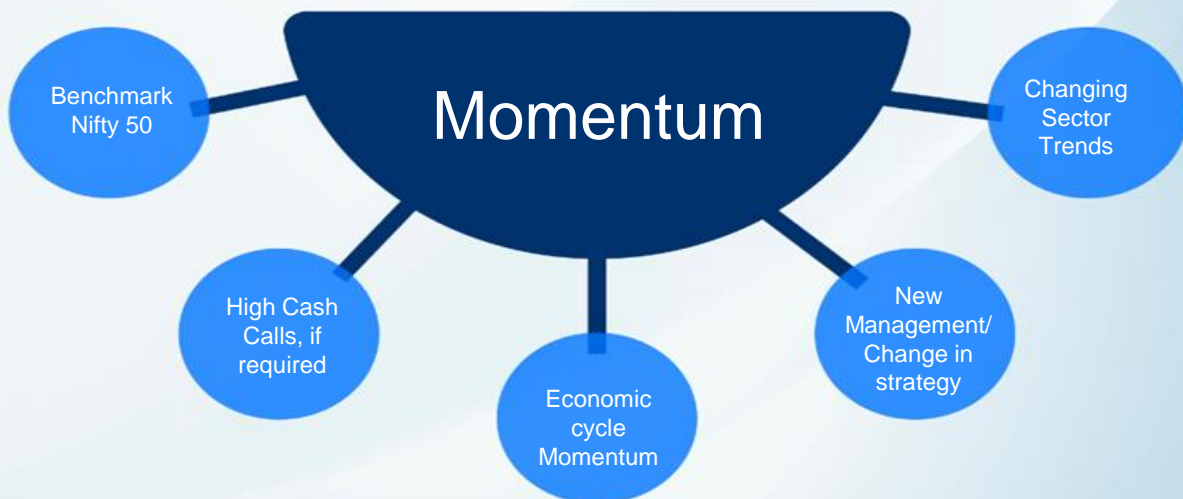 Momentum
Benchmark
Nifty 50
High Cash
Calls, if
required
Economic
cycle
Momentum
New
Management/
Change in
strategy
Changing
Sector
Trends